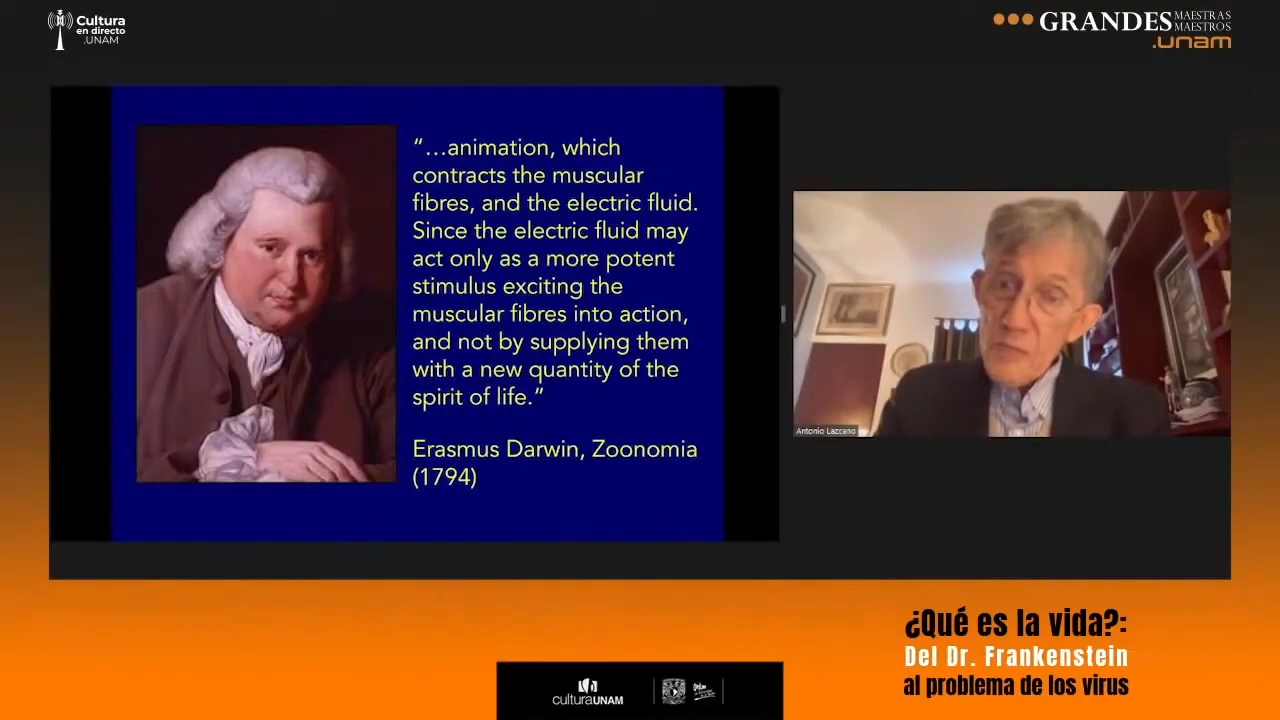 Cultura
en directo
.UNAM
GRANDES MAESTRAS MAESTROS
.unam
“…animation, which
contracts the muscular
fibres, and the electric fluid.
Since the electric fluid may
act only as a more potent
stimulus exciting the
muscular fibres into action,
and not by supplying them
with a new quantity of the
spirit of life.”
Erasmus Darwin, Zoonomia
(1794)
Antonio Lazcano
¿Qué es la vida?:
Del Dr. Frankenstein
al problema de los virus
culturaUNAM